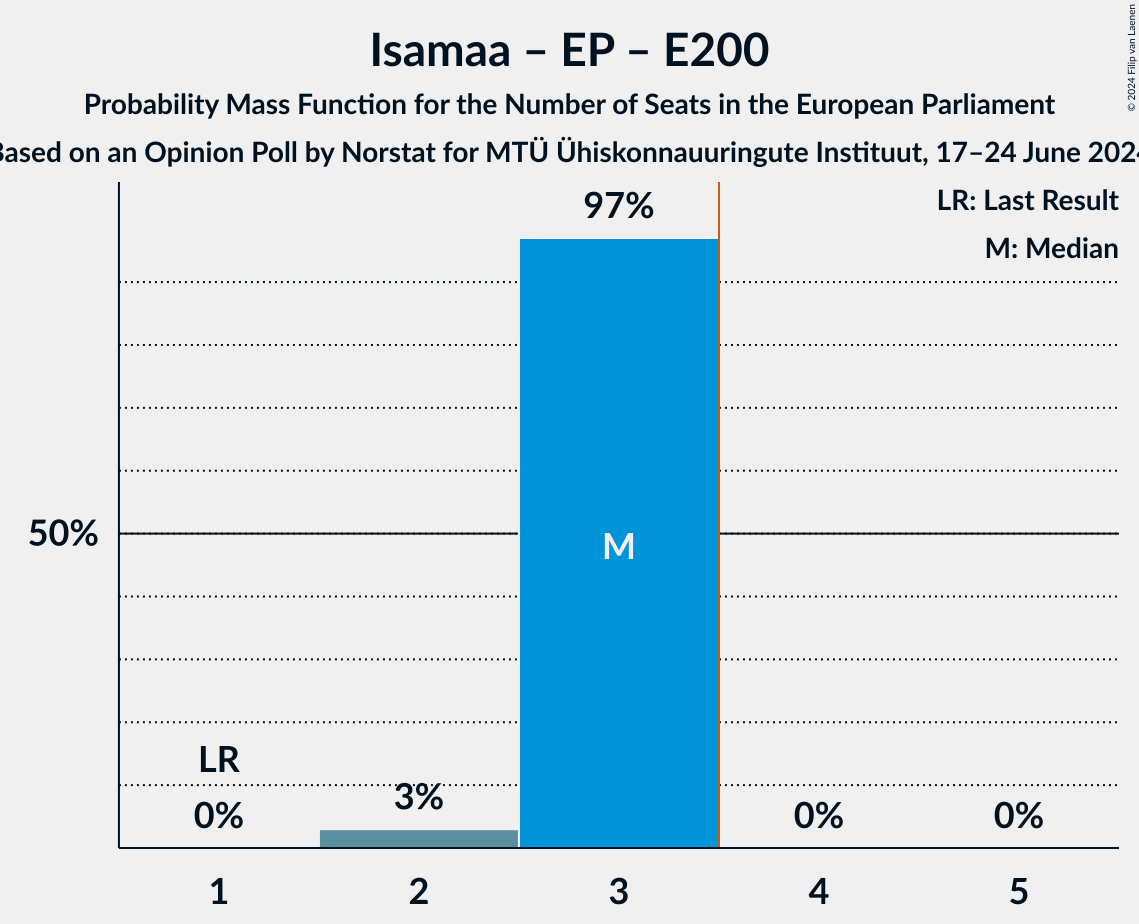 Isamaa – EP – E200
Probability Mass Function for the Number of Seats in the European Parliament
Based on an Opinion Poll by Norstat for MTÜ Ühiskonnauuringute Instituut, 17–24 June 2024
© 2024 Filip van Laenen
LR: Last Result
M: Median
97%
50%
M
LR
0%
3%
0%
0%
1
2
3
4
5